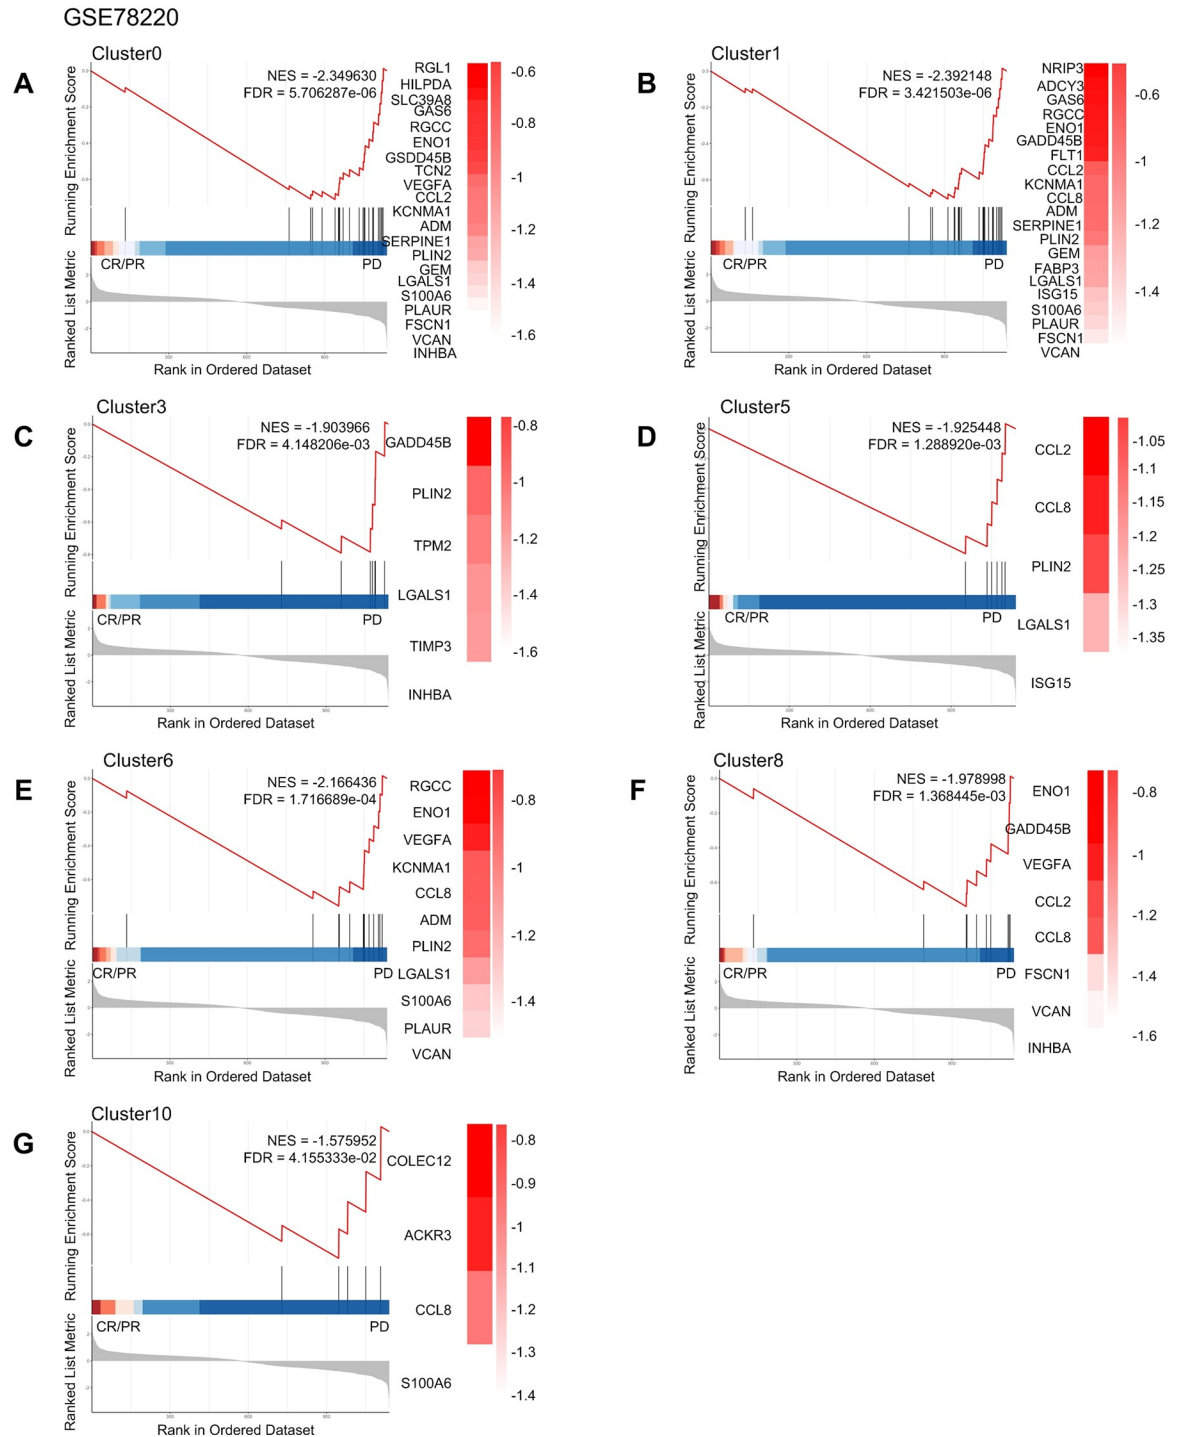 GSE78220
A
Cluster0
NES = -2.349630
FDR = 5.706287e-06
Running Enrichment Score
CR/PR
PD
Ranked List Metric
Rank in Ordered Dataset
RGL1
HILPDA
SLC39A8
GAS6
RGCC
ENO1
GSDD45B
TCN2
VEGFA
CCL2
KCNMA1
ADM
SERPINE1
PLIN2
GEM
LGALS1
S100A6
PLAUR
FSCN1
VCAN
INHBA
-0.6
-0.8
-1
-1.2
-1.4
-1.6
B
Cluster1
NES = -2.392148
FDR = 3.421503e-06
Running Enrichment Score
CR/PR
PD
Ranked List Metric
Rank in Ordered Dataset
NRIP3
ADCY3
GAS6
RGCC
ENO1
GADD45B
FLT1
CCL2
KCNMA1
CCL8
ADM
SERPINE1
PLIN2
GEM
FABP3
LGALS1
ISG15
S100A6
PLAUR
FSCN1
VCAN
-0.6
-1
-1.2
-1.4
C
Cluster3
NES = -1.903966
FDR = 4.148206e-03
Running Enrichment Score
CR/PR
PD
Ranked List Metric
Rank in Ordered Dataset
GADD45B
PLIN2
TPM2
LGALS1
TIMP3
INHBA
-0.8
-1
-1.2
-1.4
-1.6
D
Cluster5
NES = -1.925448
FDR = 1.288920e-03
Running Enrichment Score
CR/PR
PD
Ranked List Metric
Rank in Ordered Dataset
CCL2
CCL8
PLIN2
LGALS1
ISG15
-1.05
-1.1
-1.15
-1.2
-1.25
-1.3
-1.35
E
Cluster6
NES = -2.166436
FDR = 1.716689e-04
Running Enrichment Score
CR/PR
PD
Ranked List Metric
Rank in Ordered Dataset
RGCC
ENO1
VEGFA
KCNMA1
CCL8
ADM
PLIN2
LGALS1
S100A6
PLAUR
VCAN
-0.8
-1
-1.2
-1.4
F
Cluster8
NES = -1.978998
FDR = 1.368445e-03
Running Enrichment Score
CR/PR
PD
Ranked List Metric
Rank in Ordered Dataset
ENO1
GADD45B
VEGFA
CCL2
CCL8
FSCN1
VCAN
INHBA
-0.8
-1
-1.2
-1.4
-1.6
G
Cluster10
NES = -1.575952
FDR = 4.155333e-02
Running Enrichment Score
CR/PR
PD
Ranked List Metric
Rank in Ordered Dataset
COLEC12
ACKR3
CCL8
S100A6
-0.8
-0.9
-1
-1.1
-1.2
-1.3
-1.4